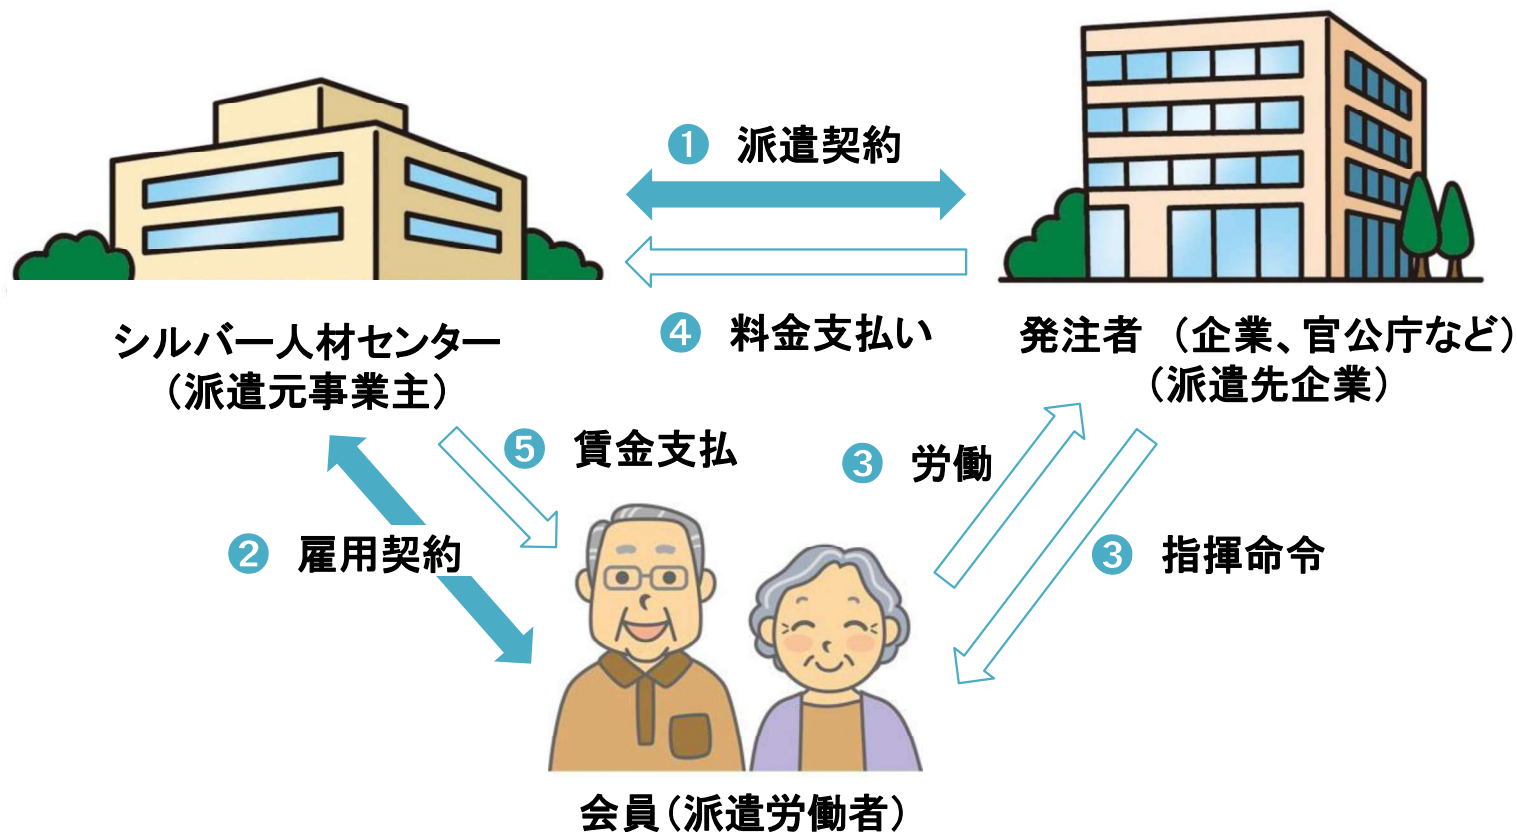 ❶ 派遣契約
❹ 料金支払い
シルバー人材センター
(派遣元事業主)
発注者 (企業、官公庁など)
(派遣先企業)
❺ 賃金支払
❸ 労働
❷ 雇用契約
❸ 指揮命令
会員(派遣労働者)